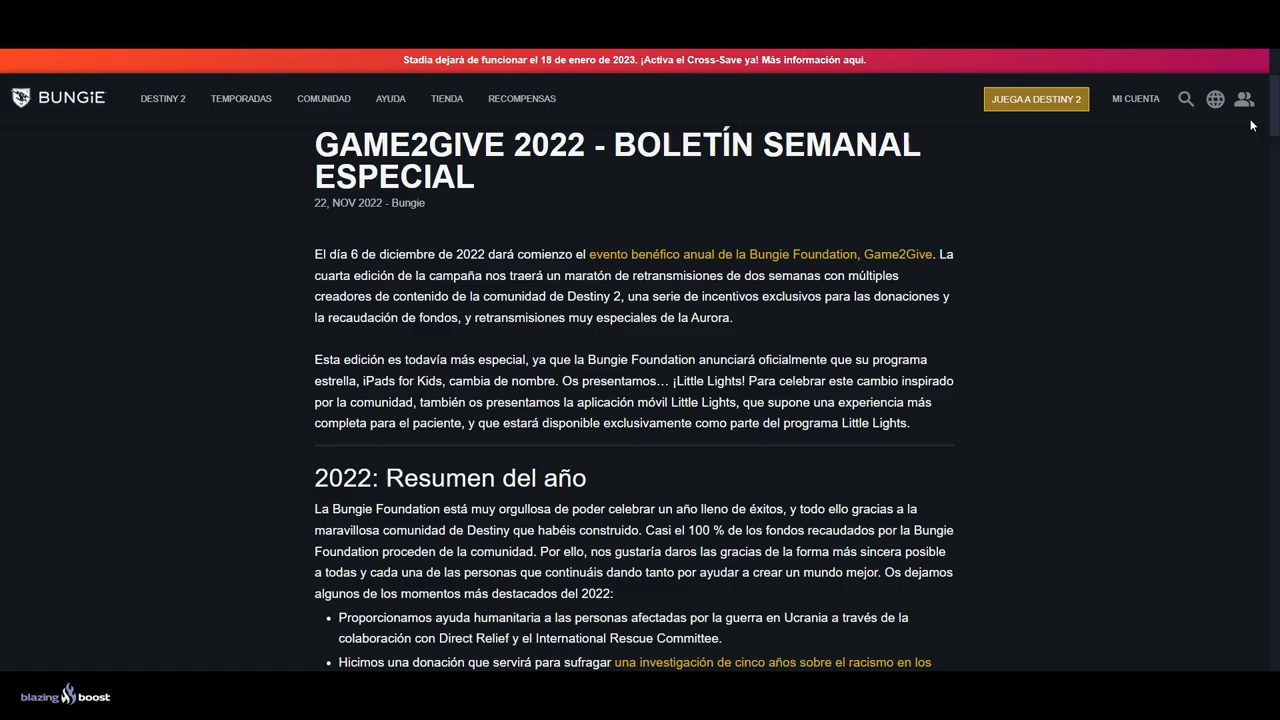 Stadia dejará de funcionar el 18 de enero de 2023. ¡Activa el Cross-Save ya! Más información aquí.
BUNGiE
DESTINY 2
TEMPORADAS
COMUNIDAD
AYUDA
TIENDA
RECOMPENSAS
JUEGA A DESTINY 2
MI CUENTA
GAME2GIVE 2022 - BOLETÍN SEMANAL
ESPECIAL
22, NOV 2022 - Bungie
El día 6 de diciembre de 2022 dará comienzo el evento benéfico anual de la Bungie Foundation, Game2Give. La
cuarta edición de la campaña nos traerá un maratón de retransmisiones de dos semanas con múltiples
creadores de contenido de la comunidad de Destiny 2, una serie de incentivos exclusivos para las donaciones y
la recaudación de fondos, y retransmisiones muy especiales de la Aurora.
Esta edición es todavía más especial, ya que la Bungie Foundation anunciará oficialmente que su programa
estrella, iPads for Kids, cambia de nombre. Os presentamos… ¡Little Lights! Para celebrar este cambio inspirado
por la comunidad, también os presentamos la aplicación móvil Little Lights, que supone una experiencia más
completa para el paciente, y que estará disponible exclusivamente como parte del programa Little Lights.
2022: Resumen del año
La Bungie Foundation está muy orgullosa de poder celebrar un año lleno de éxitos, y todo ello gracias a la
maravillosa comunidad de Destiny que habéis construido. Casi el 100 % de los fondos recaudados por la Bungie
Foundation proceden de la comunidad. Por ello, nos gustaría daros las gracias de la forma más sincera posible
a todas y cada una de las personas que continuáis dando tanto por ayudar a crear un mundo mejor. Os dejamos
algunos de los momentos más destacados del 2022:
• Proporcionamos ayuda humanitaria a las personas afectadas por la guerra en Ucrania a través de la
colaboración con Direct Relief y el International Rescue Committee.
• Hicimos una donación que servirá para sufragar una investigación de cinco años sobre el racismo en los
blazing boost